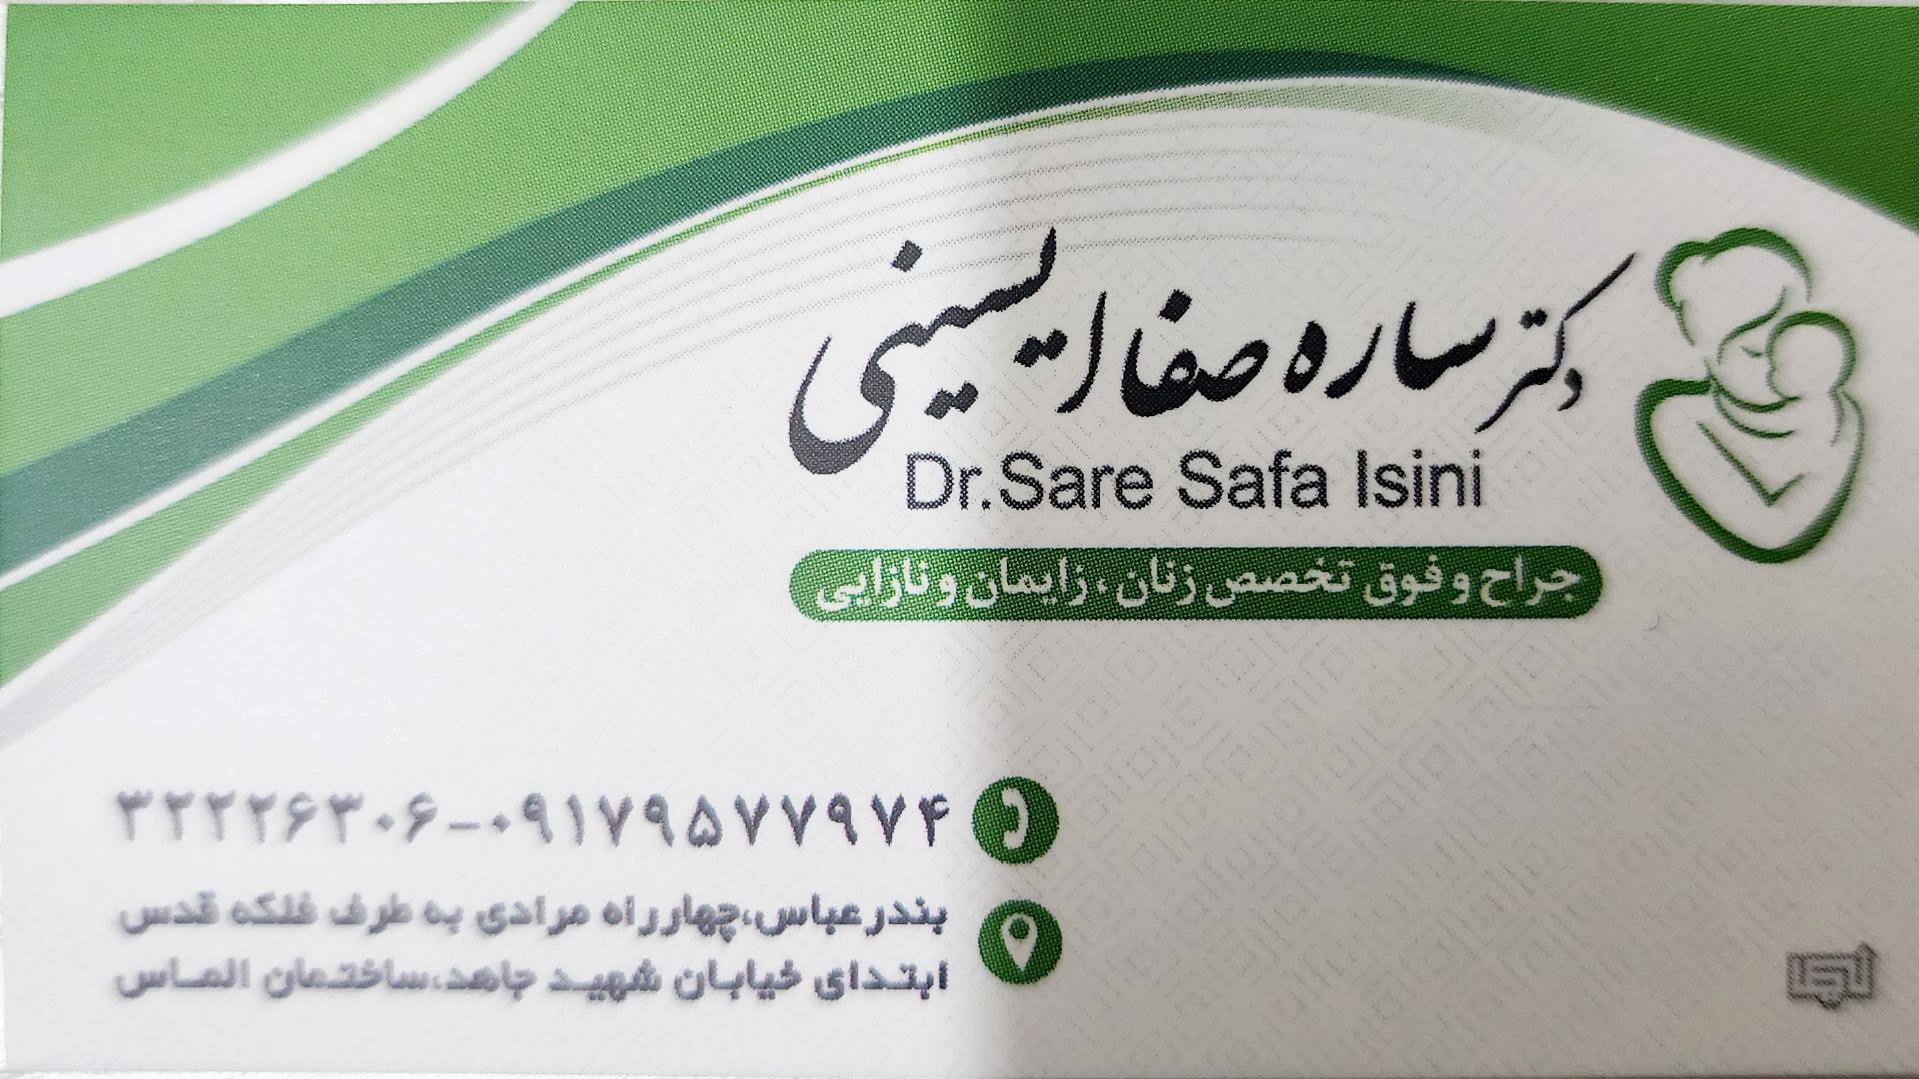 دکتر ساره صفا ایسینی
Dr.Sare Safa Isini
جراح و فوق تخصص زنان، زایمان و نازایی
۳۲۲۲۶۳۰۶-۰۹۱۷۹۵۷۷۹۷۴
بندرعباس،چهارراه مرادی به طرف فلکه قدس
ابتدای خیابان شهید جاهد،ساختمان الماس